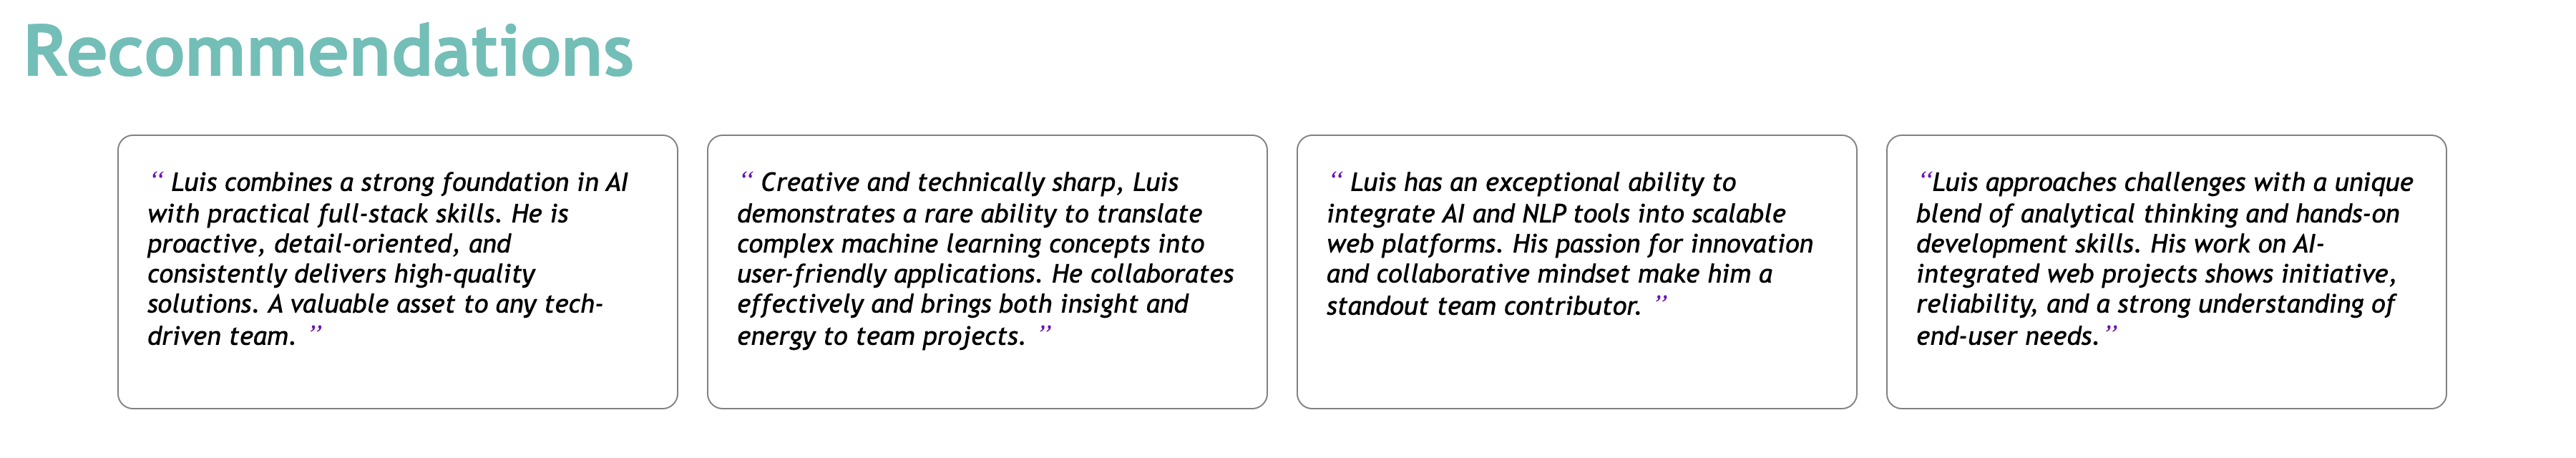 Recommendations
“ Luis combines a strong foundation in AI
with practical full-stack skills. He is
proactive, detail-oriented, and
consistently delivers high-quality
solutions. A valuable asset to any tech-
driven team. ”
“ Creative and technically sharp, Luis
demonstrates a rare ability to translate
complex machine learning concepts into
user-friendly applications. He collaborates
effectively and brings both insight and
energy to team projects. ”
“ Luis has an exceptional ability to
integrate AI and NLP tools into scalable
web platforms. His passion for innovation
and collaborative mindset make him a
standout team contributor. ”
“Luis approaches challenges with a unique
blend of analytical thinking and hands-on
development skills. His work on AI-
integrated web projects shows initiative,
reliability, and a strong understanding of
end-user needs.”